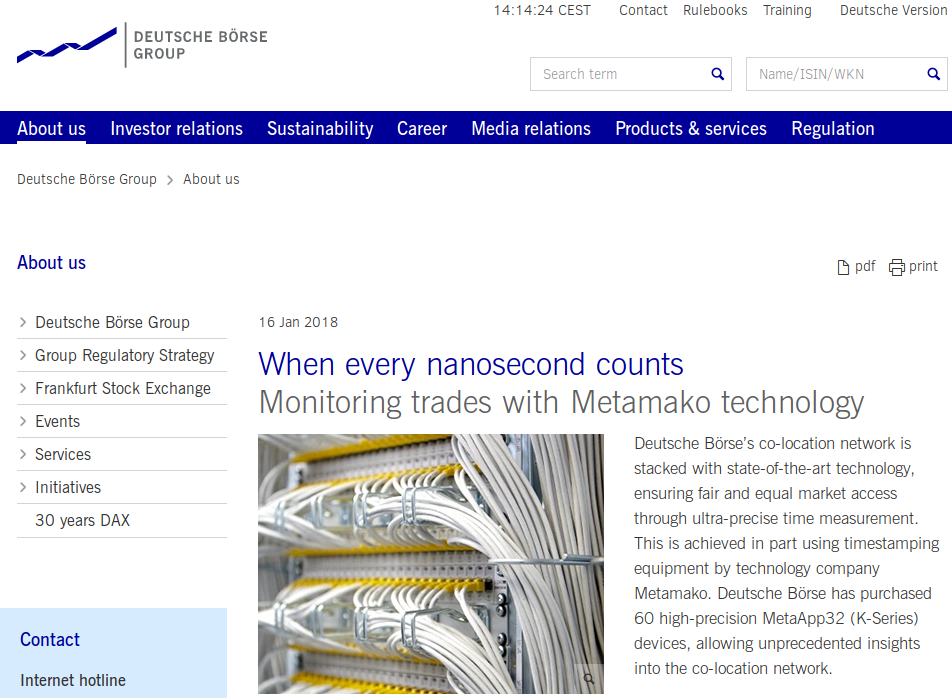 14:14:24 CEST Contact Rulebooks Training Deutsche Version
DEUTSCHE BÖRSE
GROUP
Search term
Name/ISIN/WKN
About us Investor relations Sustainability Career Media relations Products & services Regulation
Deutsche Börse Group About us
About us
pdf print
Deutsche Börse Group
Group Regulatory Strategy
Frankfurt Stock Exchange
Events
Services
Initiatives
30 years DAX
Contact
Internet hotline
16 Jan 2018
When every nanosecond counts
Monitoring trades with Metamako technology
Deutsche Börse’s co-location network is
stacked with state-of-the-art technology,
ensuring fair and equal market access
through ultra-precise time measurement.
This is achieved in part using timestamping
equipment by technology company
Metamako. Deutsche Börse has purchased
60 high-precision MetaApp32 (K-Series)
devices, allowing unprecedented insights
into the co-location network.